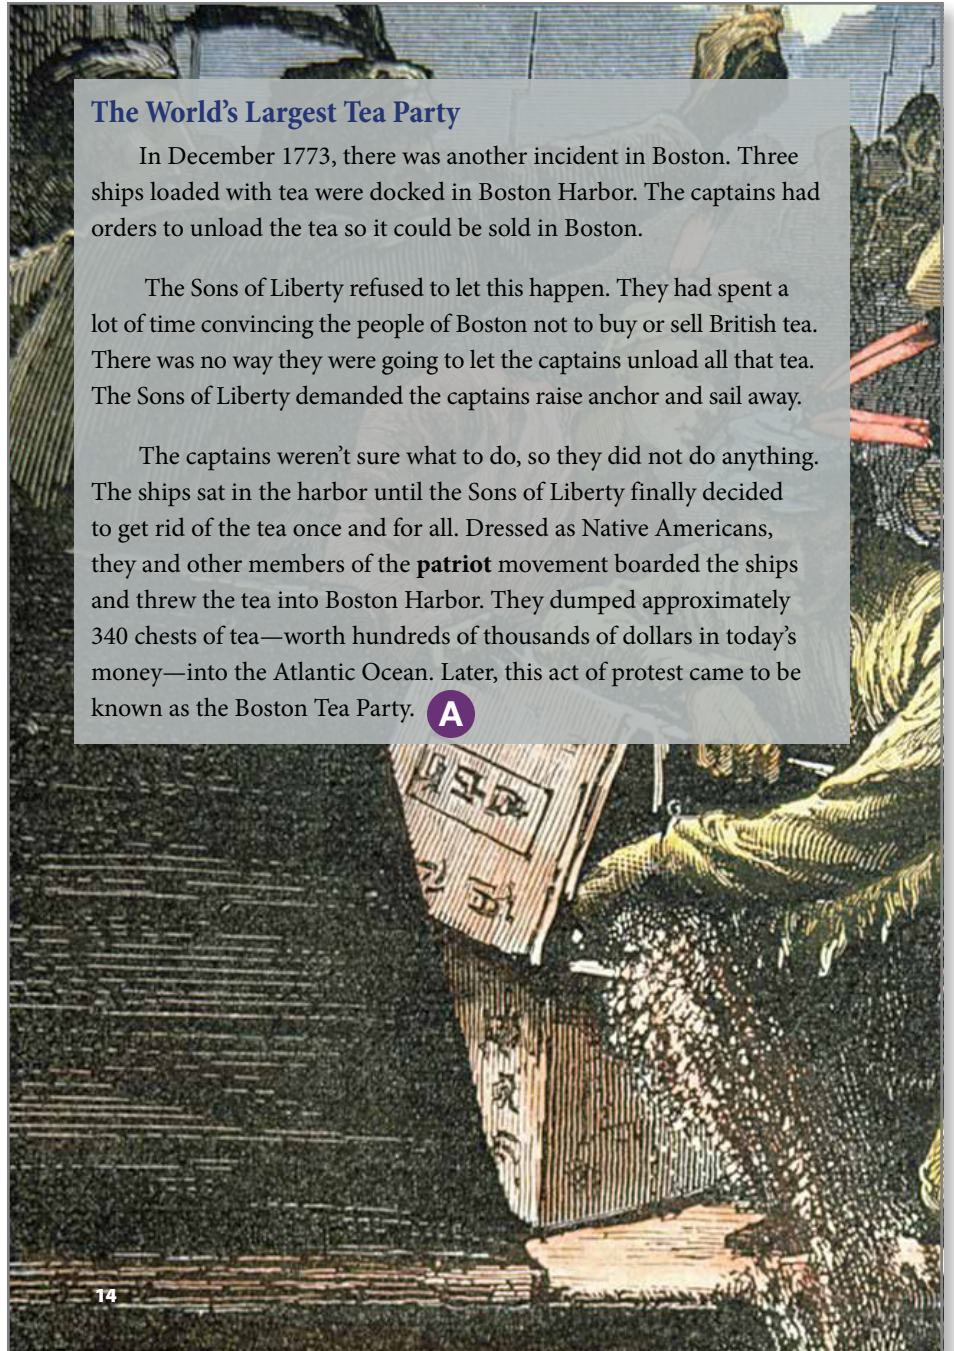 The World’s Largest Tea Party
In December 1773, there was another incident in Boston. Three
ships loaded with tea were docked in Boston Harbor. The captains had
orders to unload the tea so it could be sold in Boston.
The Sons of Liberty refused to let this happen. They had spent a
lot of time convincing the people of Boston not to buy or sell British tea.
There was no way they were going to let the captains unload all that tea.
The Sons of Liberty demanded the captains raise anchor and sail away.
The captains weren’t sure what to do, so they did not do anything.
The ships sat in the harbor until the Sons of Liberty finally decided
to get rid of the tea once and for all. Dressed as Native Americans,
they and other members of the patriot movement boarded the ships
and threw the tea into Boston Harbor. They dumped approximately
340 chests of tea—worth hundreds of thousands of dollars in today’s
money—into the Atlantic Ocean. Later, this act of protest came to be
known as the Boston Tea Party. A
14